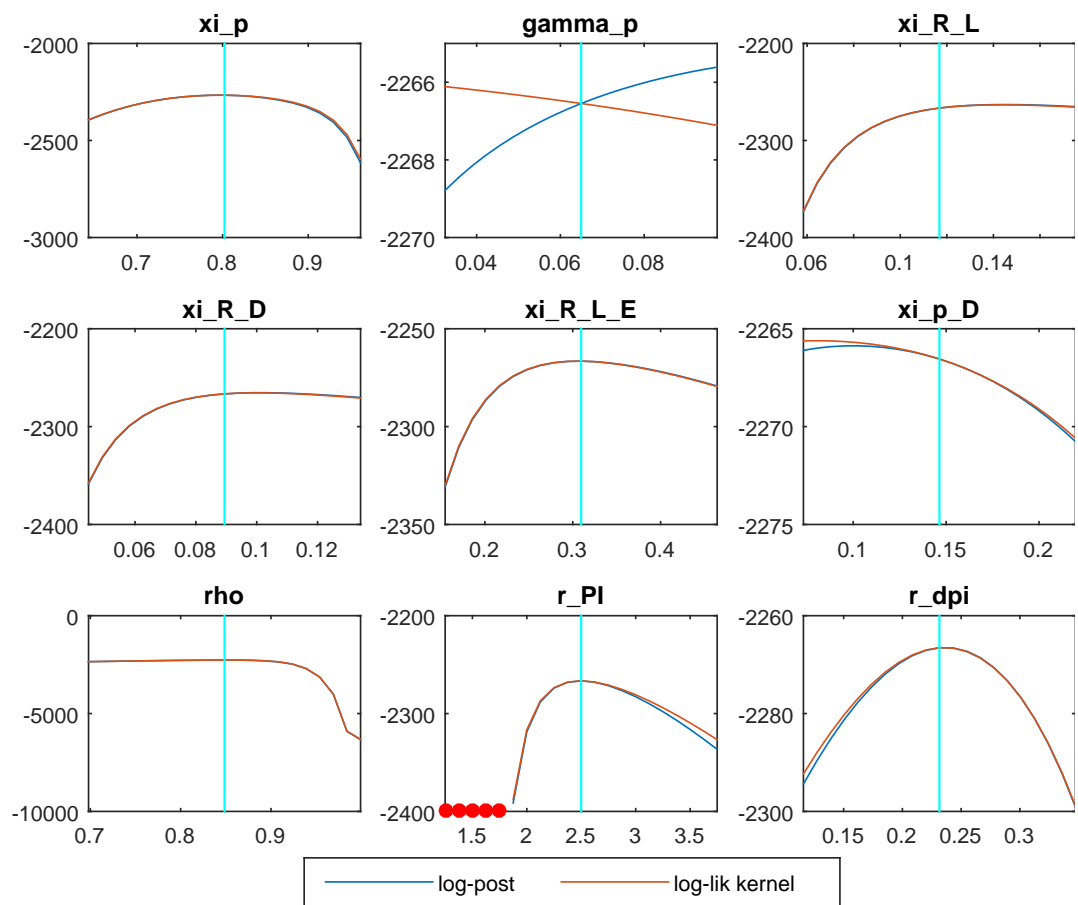 xi_p
gamma_p
xi_R_L
-2000
-2500
-3000
0.7 0.8 0.9
-2266
-2268
-2270
0.04 0.06 0.08
-2200
-2300
-2400
0.06 0.1 0.14
xi_R_D
xi_R_L_E
xi_p_D
-2200
-2300
-2400
0.06 0.08 0.1 0.12
-2250
-2300
-2350
0.2 0.3 0.4
-2265
-2270
-2275
0.1 0.15 0.2
rho
r_PI
r_dpi
0
-5000
-10000
0.7 0.8 0.9
-2200
-2300
-2400
1.5 2 2.5 3 3.5
-2260
-2280
-2300
0.15 0.2 0.25 0.3
log-post log-lik kernel